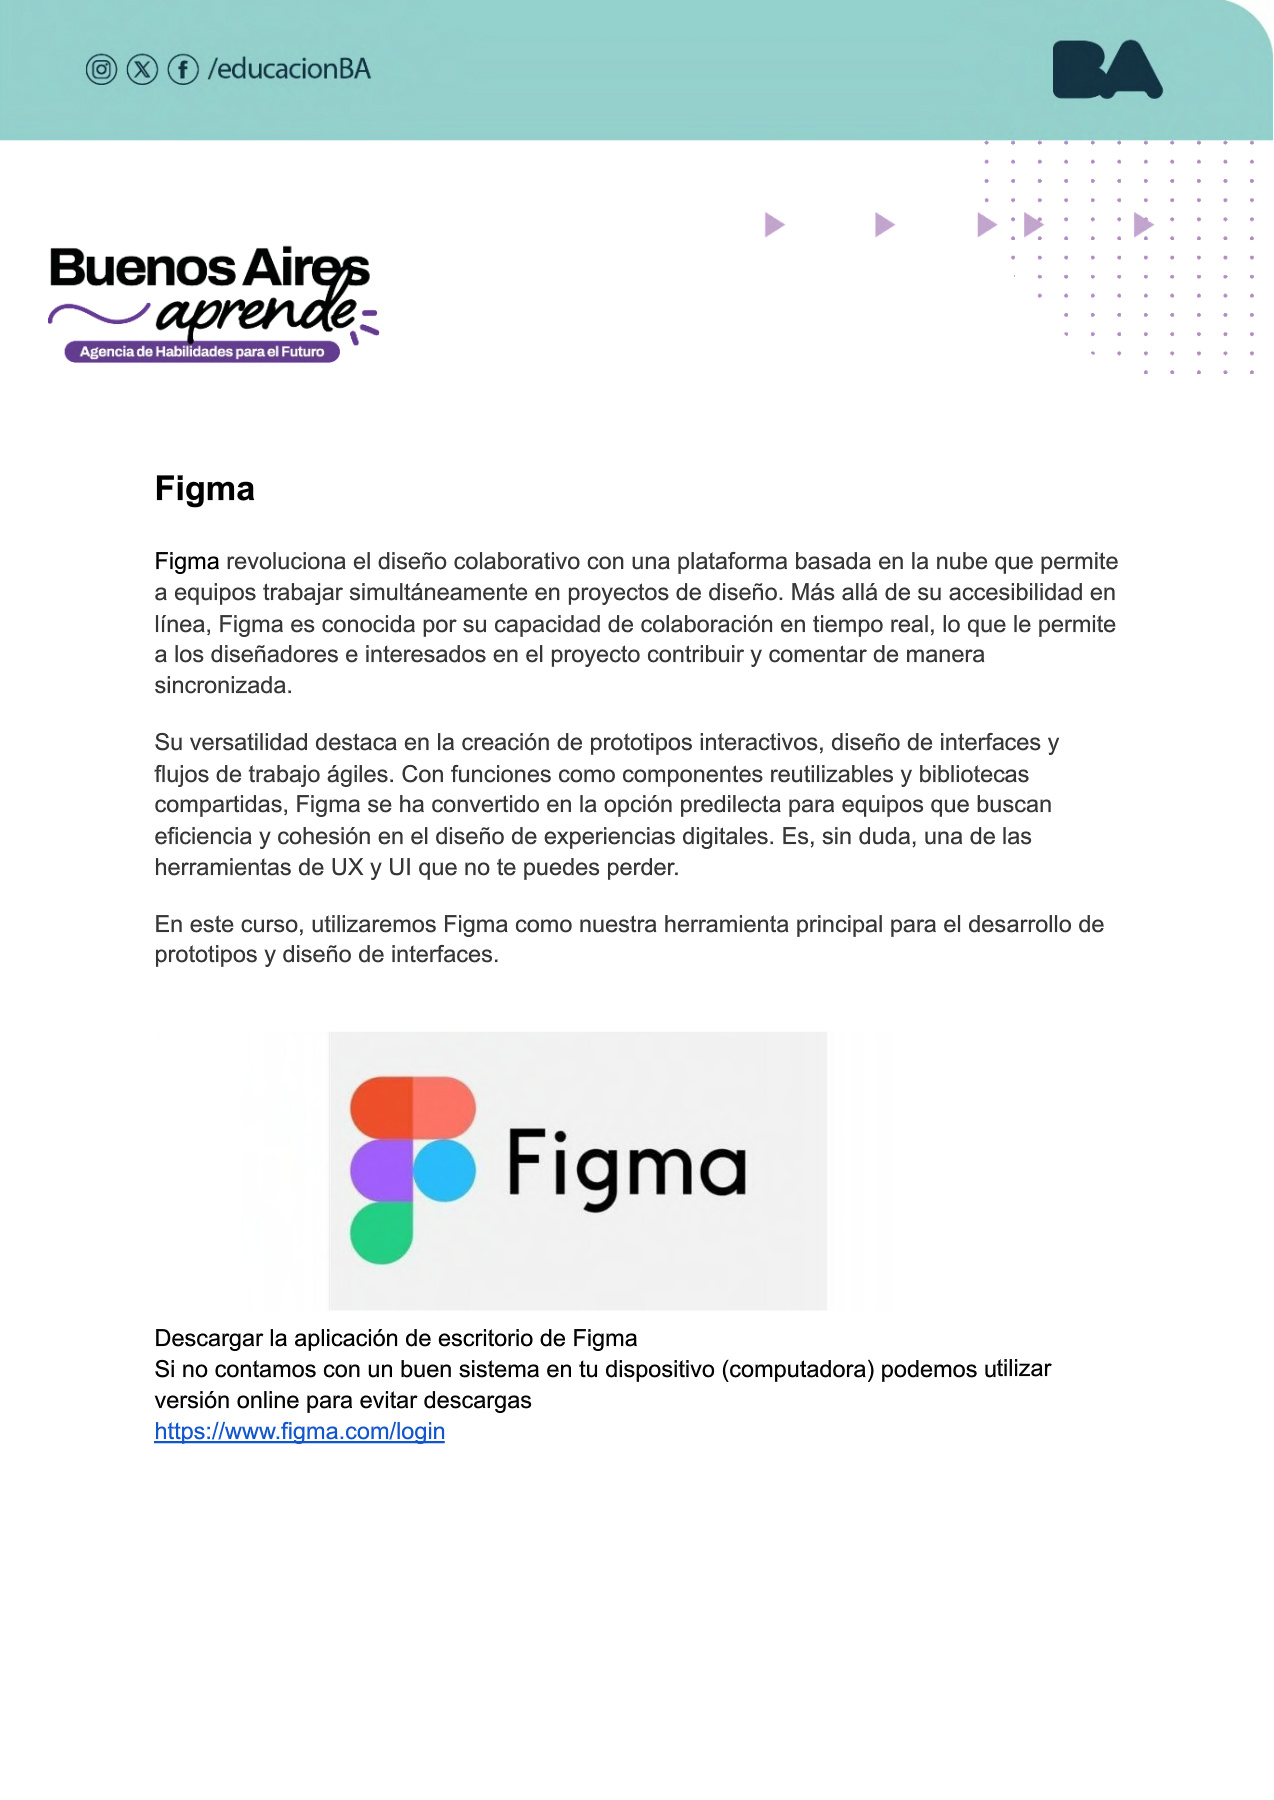 /educacionBA
BA
Buenos Aires
aprende
Agencia de Habilidades para el Futuro
Figma
Figma revoluciona el diseño colaborativo con una plataforma basada en la nube que permite
a equipos trabajar simultáneamente en proyectos de diseño. Más allá de su accesibilidad en
línea, Figma es conocida por su capacidad de colaboración en tiempo real, lo que le permite
a los diseñadores e interesados en el proyecto contribuir y comentar de manera
sincronizada.
Su versatilidad destaca en la creación de prototipos interactivos, diseño de interfaces y
flujos de trabajo ágiles. Con funciones como componentes reutilizables y bibliotecas
compartidas, Figma se ha convertido en la opción predilecta para equipos que buscan
eficiencia y cohesión en el diseño de experiencias digitales. Es, sin duda, una de las
herramientas de UX y UI que no te puedes perder.
En este curso, utilizaremos Figma como nuestra herramienta principal para el desarrollo de
prototipos y diseño de interfaces.
Figma
Descargar la aplicación de escritorio de Figma
Si no contamos con un buen sistema en tu dispositivo (computadora) podemos utilizar
versión online para evitar descargas
https://www.figma.com/login